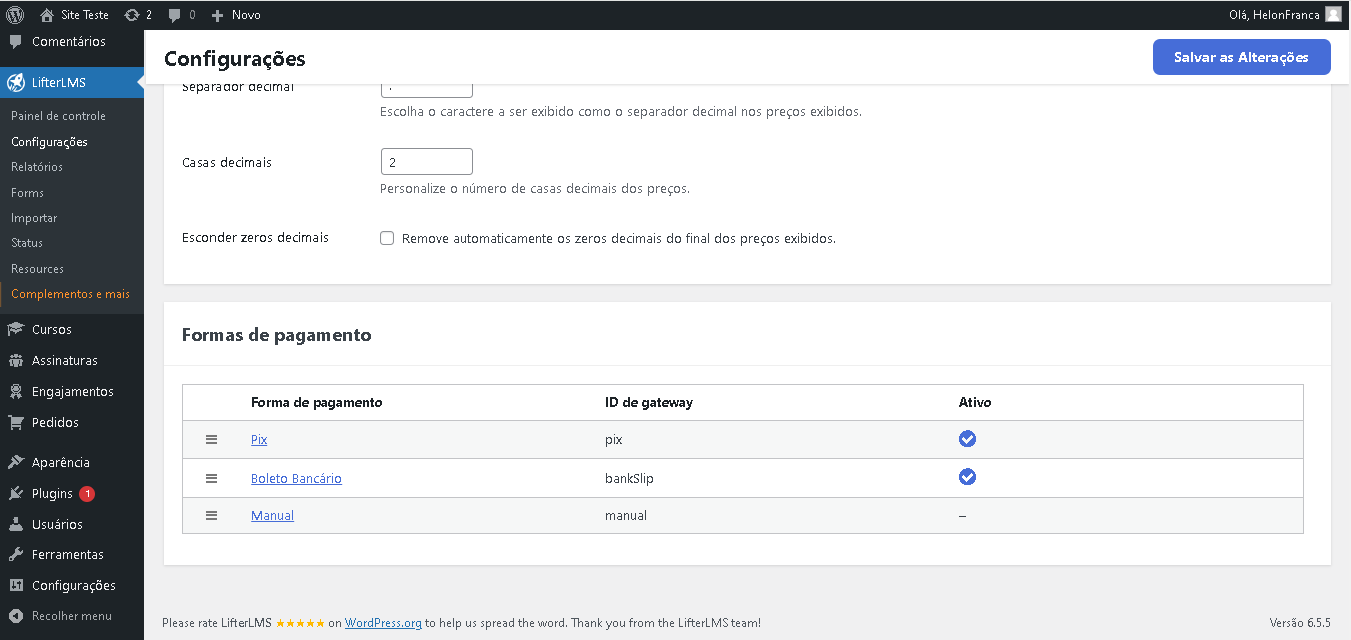 Site Teste 2 0 Novo Olá, HelonFranca
Comentários
LifterLMS
Painel de controle
Configurações
Relatórios
Forms
Importar
Status
Resources
Complementos e mais
Cursos
Assinaturas
Engajamentos
Pedidos
Aparência
Plugins 1
Usuários
Ferramentas
Configurações
Recolher menu
Configurações
Salvar as Alterações
Separador decimal
Escolha o caractere a ser exibido como o separador decimal nos preços exibidos.
Casas decimais 2
Personalize o número de casas decimais dos preços.
Esconder zeros decimais Remove automaticamente os zeros decimais do final dos preços exibidos.
Formas de pagamento
Forma de pagamento ID de gateway Ativo
Pix pix
Boleto Bancário bankSlip
Manual manual –
Please rate LifterLMS ★★★★★ on WordPress.org to help us spread the word. Thank you from the LifterLMS team! Versão 6.5.5